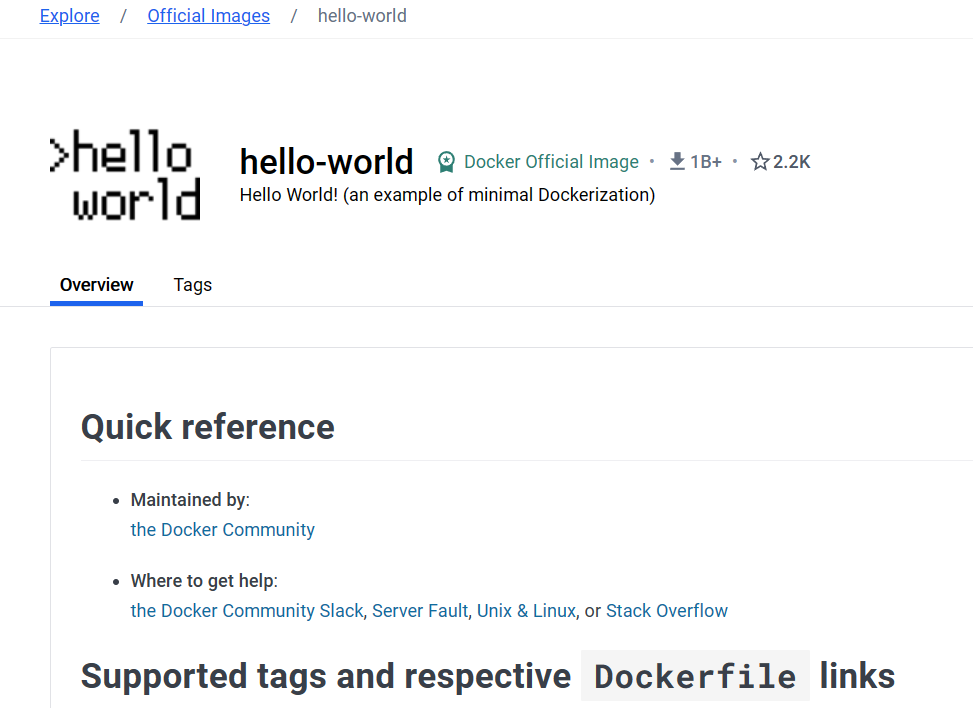 Explore / Official Images / hello-world
>hello
world
hello-world Docker Official Image • 1B+ • 2.2K
Hello World! (an example of minimal Dockerization)
Overview Tags
Quick reference
• Maintained by:
the Docker Community
• Where to get help:
the Docker Community Slack, Server Fault, Unix & Linux, or Stack Overflow
Supported tags and respective Dockerfile links